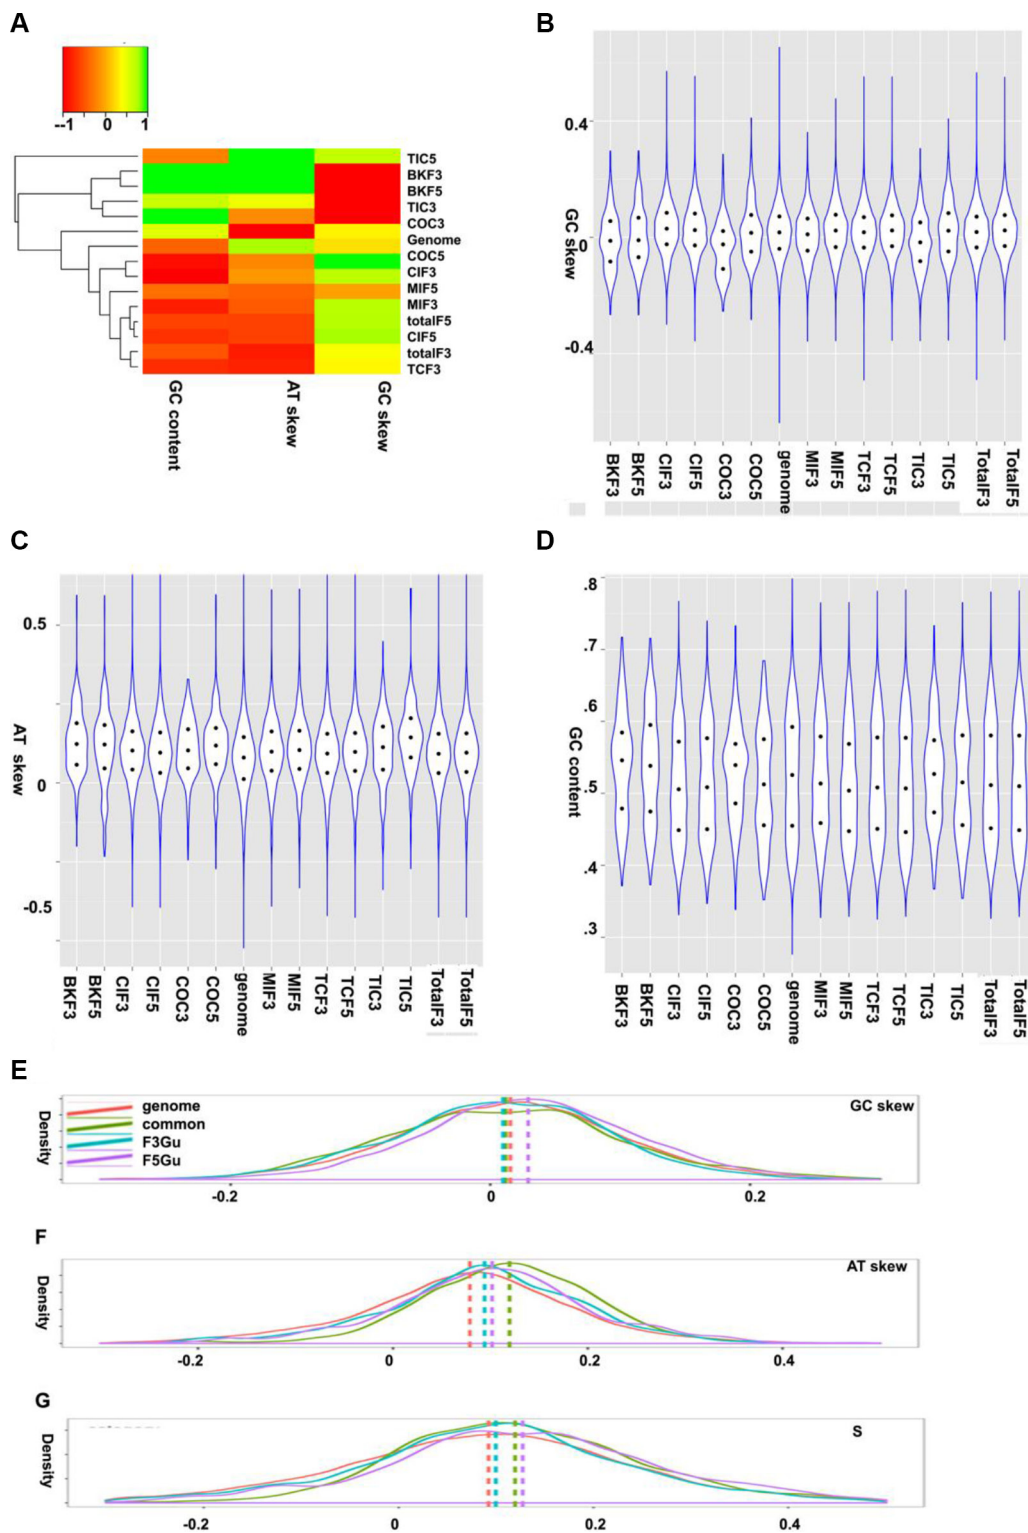 A
--1 0 1
TIC5
BKF3
BKF5
TIC3
COC3
Genome
COC5
CIF3
MIF5
MIF3
totalF5
CIF5
totalF3
TCF3
GC content
AT skew
GC skew
B
GC skew
0.4
0
-0.4
BKF3
BKF5
CIF3
CIF5
COC3
COC5
genome
MIF3
MIF5
TCF3
TCF5
TIC3
TIC5
TotalF3
TotalF5
C
AT skew
0.5
0
-0.5
BKF3
BKF5
CIF3
CIF5
COC3
COC5
genome
MIF3
MIF5
TCF3
TCF5
TIC3
TIC5
TotalF3
TotalF5
D
GC content
.8
.7
.6
.5
.4
.3
BKF3
BKF5
CIF3
CIF5
COC3
COC5
genome
MIF3
MIF5
TCF3
TCF5
TIC3
TIC5
TotalF3
TotalF5
E
Density
genome
common
F3Gu
F5Gu
GC skew
-0.2 0 0.2
F
Density
AT skew
-0.2 0 0.2 0.4
G
Density
S
-0.2 0 0.2 0.4